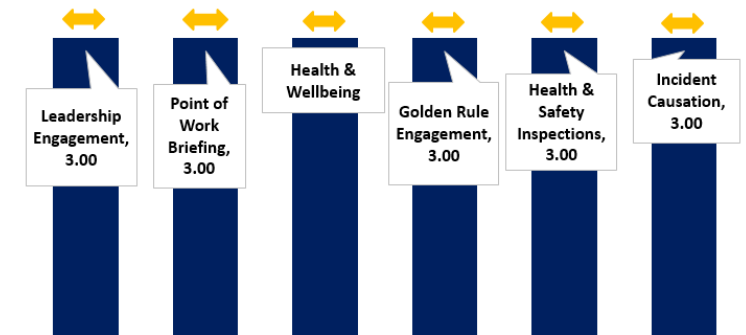 Leadership
Engagement,
3.00
Point of
Work
Briefing,
3.00
Health &
Wellbeing
Golden Rule
Engagement,
3.00
Health &
Safety
Inspections,
3.00
Incident
Causation,
3.00